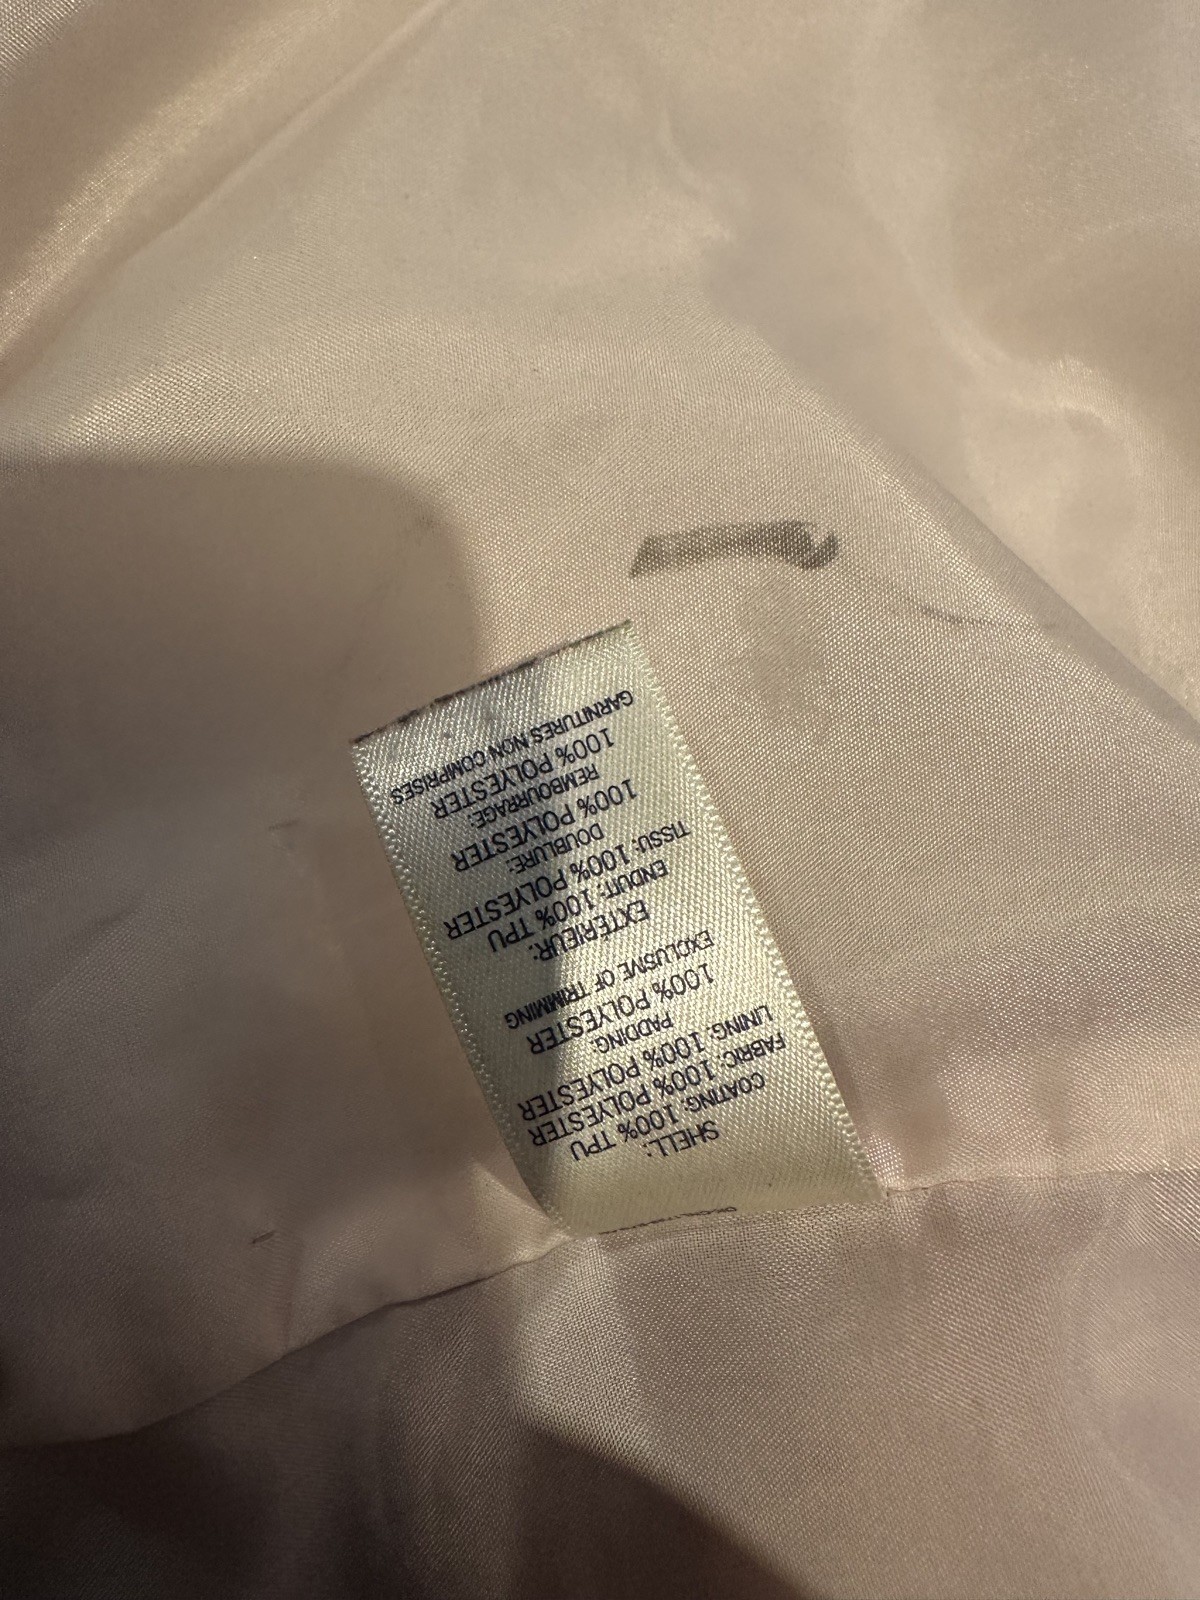 SHELL:
COATING: 100% TPU
FABRIC: 100% POLYESTER
LINING: 100% POLYESTER
PADDING:
100% POLYESTER
EXCLUSIVE OF TRIMMING
EXTÉRIEUR:
ENDUIT: 100% TPU
TISSU: 100% POLYESTER
DOUBLURE:
100% POLYESTER
REMBOURRAGE:
100% POLYESTER
GARNITURES NON COMPRISES